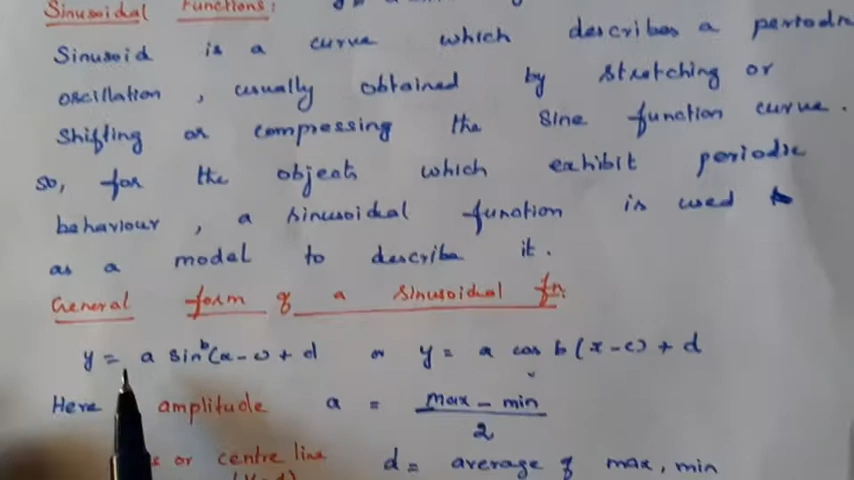 Sinusoidal Functions:
Sinusoid is a curve which describes a periodic
oscillation, usually obtained by stretching or
shifting or compressing the sine function curve.
so, for the objects which exhibit periodic
behaviour, a sinusoidal function is used
as a model to describe it.
General form of a sinusoidal fn:
y = a sin b(x-c) + d or y = a cos b(x-c) + d
Here amplitude a = max - min
2
or centre line d = average of max, min